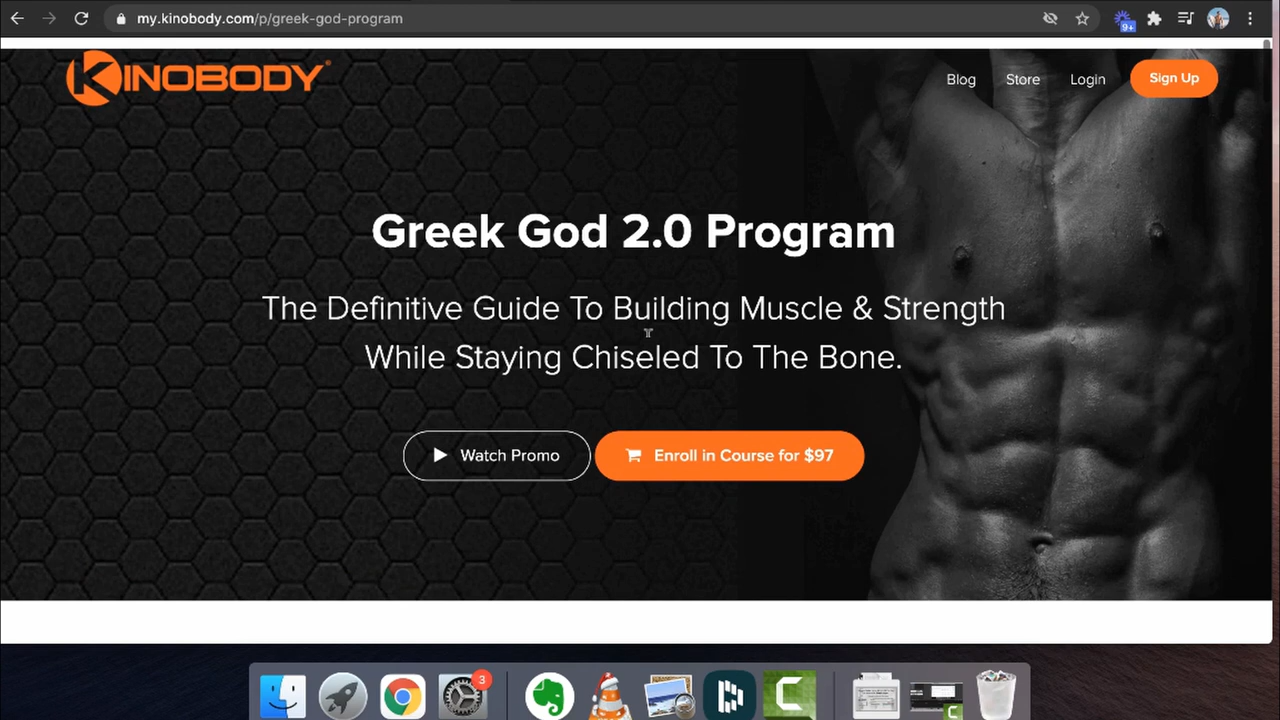 my.kinobody.com/p/greek-god-program
9+
KINOBODY
Blog Store Login Sign Up
Greek God 2.0 Program
The Definitive Guide To Building Muscle & Strength
While Staying Chiseled To The Bone.
Watch Promo Enroll in Course for $97
3
C
C